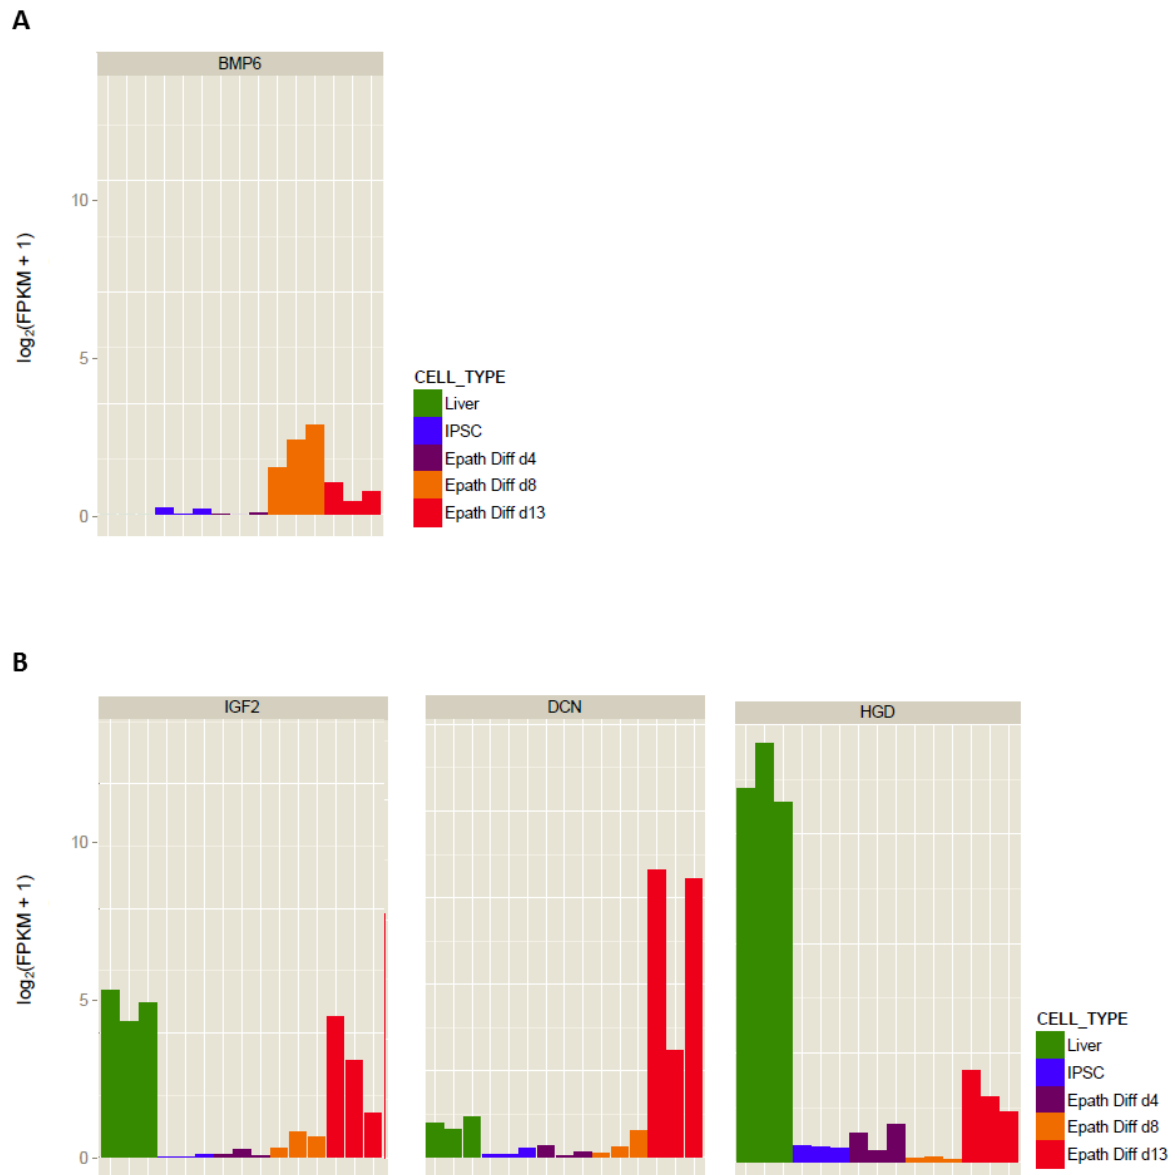 A
BMP6
10
5
0
log₂(FPKM + 1)
CELL_TYPE
Liver
IPSC
Epath Diff d4
Epath Diff d8
Epath Diff d13
B
IGF2
DCN
HGD
10
5
0
log₂(FPKM + 1)
CELL_TYPE
Liver
IPSC
Epath Diff d4
Epath Diff d8
Epath Diff d13